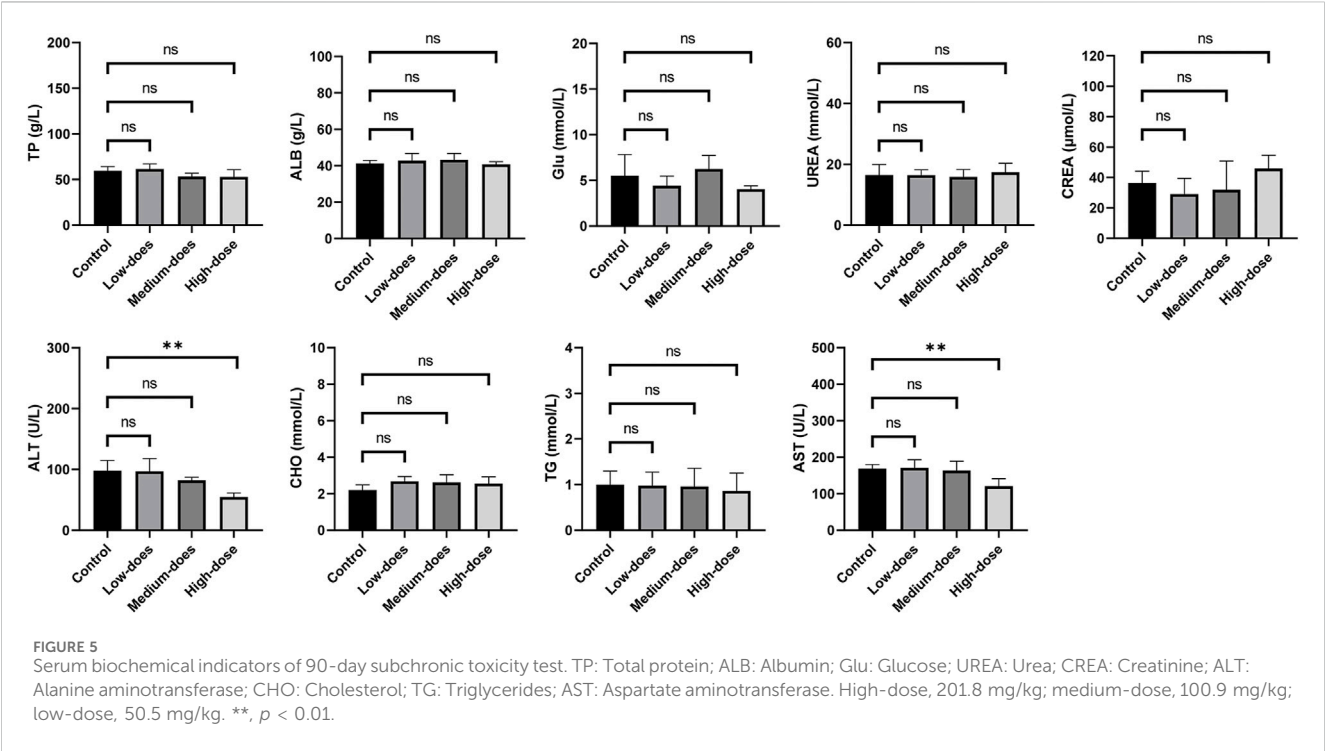 TP (g/L)
200
150
100
50
0
ns
ns
ns
Control
Low-does
Medium-does
High-dose
ALB (g/L)
100
80
60
40
20
0
ns
ns
ns
Control
Low-does
Medium-does
High-dose
Glu (mmol/L)
20
15
10
5
0
ns
ns
ns
Control
Low-does
Medium-does
High-dose
UREA (mmol/L)
60
40
20
0
ns
ns
ns
Control
Low-does
Medium-does
High-dose
CREA (μmol/L)
120
100
80
60
40
20
0
ns
ns
ns
Control
Low-does
Medium-does
High-dose
ALT (U/L)
300
200
100
0
**
ns
ns
Control
Low-does
Medium-does
High-dose
CHO (mmol/L)
10
8
6
4
2
0
ns
ns
ns
Control
Low-does
Medium-does
High-dose
TG (mmol/L)
4
3
2
1
0
ns
ns
ns
Control
Low-does
Medium-does
High-dose
AST (U/L)
500
400
300
200
100
0
**
ns
ns
Control
Low-does
Medium-does
High-dose
FIGURE 5
Serum biochemical indicators of 90-day subchronic toxicity test. TP: Total protein; ALB: Albumin; Glu: Glucose; UREA: Urea; CREA: Creatinine; ALT:
Alanine aminotransferase; CHO: Cholesterol; TG: Triglycerides; AST: Aspartate aminotransferase. High-dose, 201.8 mg/kg; medium-dose, 100.9 mg/kg;
low-dose, 50.5 mg/kg. **, p < 0.01.